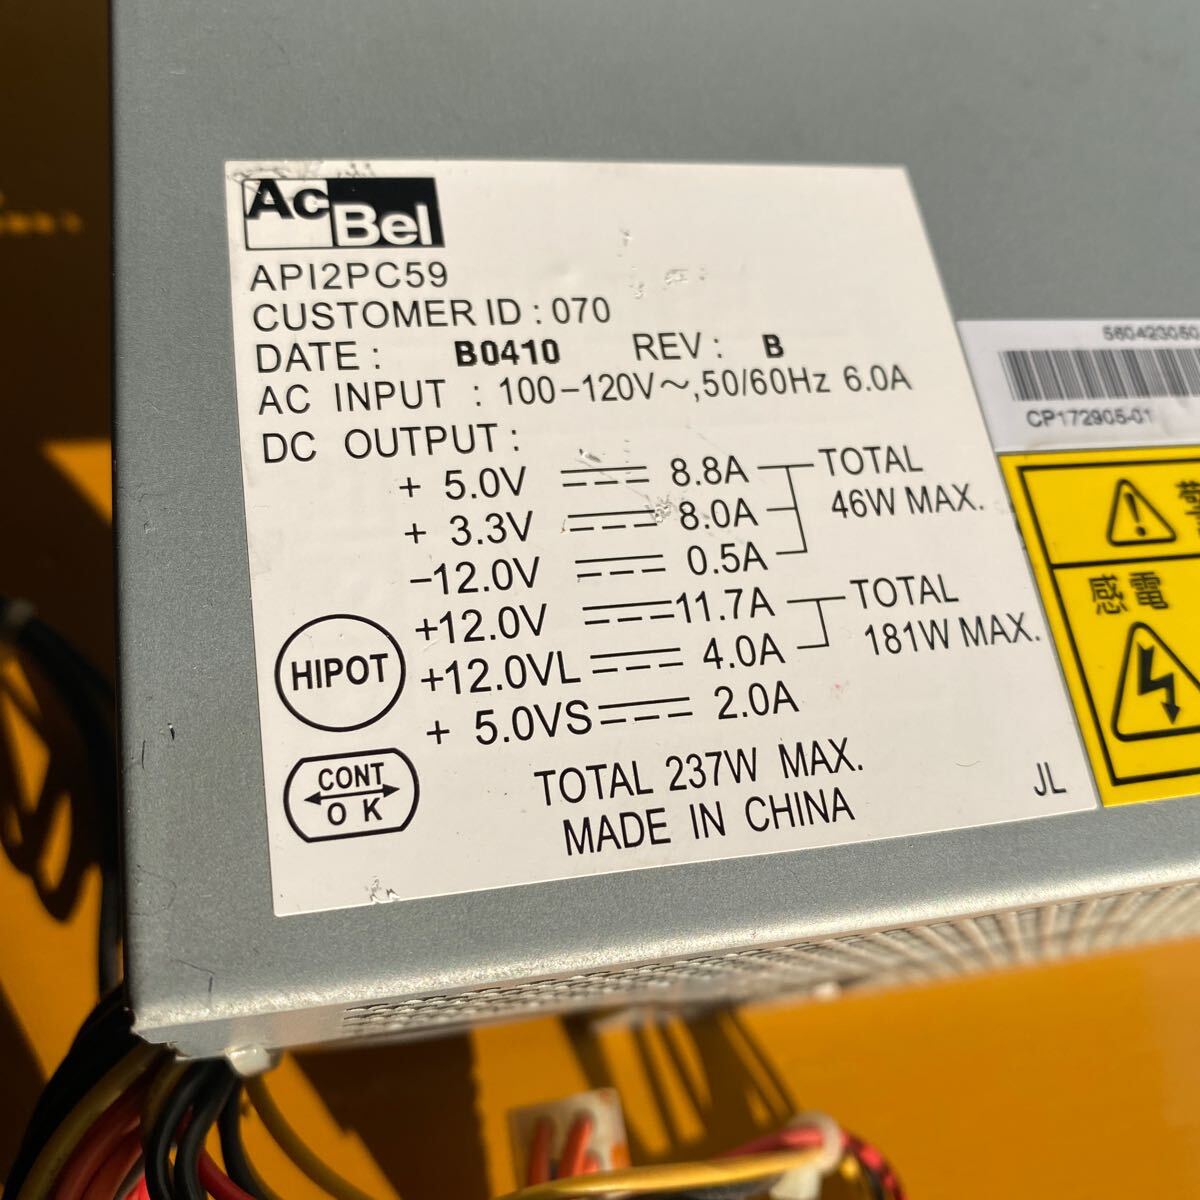 AcBel
API2PC59
CUSTOMER ID : 070
DATE : B0410 REV : B
AC INPUT : 100-120V～,50/60Hz 6.0A
DC OUTPUT :
+ 5.0V 8.8A TOTAL
+ 3.3V 8.0A 46W MAX.
-12.0V 0.5A
+12.0V 11.7A TOTAL
+12.0VL 4.0A 181W MAX.
+ 5.0VS 2.0A
HIPOT
CONT
OK
TOTAL 237W MAX.
MADE IN CHINA
JL
560423050
CP172905-01
感電